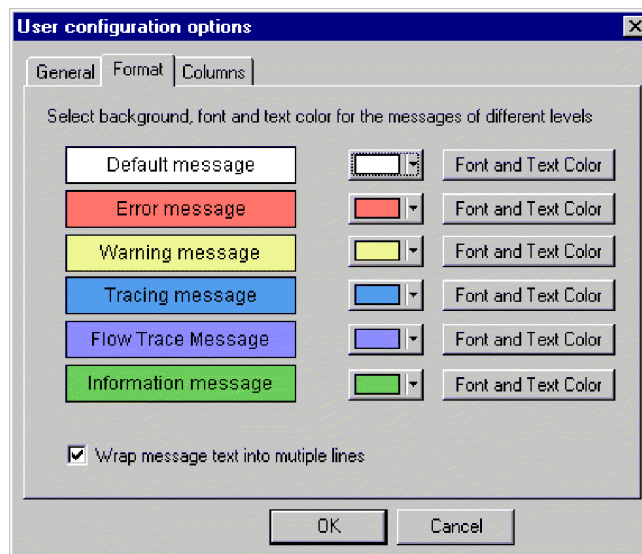 User configuration options
General Format Columns
Select background, font and text color for the messages of different levels
Default message Font and Text Color
Error message Font and Text Color
Warning message Font and Text Color
Tracing message Font and Text Color
Flow Trace Message Font and Text Color
Information message Font and Text Color
Wrap message text into mutiple lines
OK Cancel